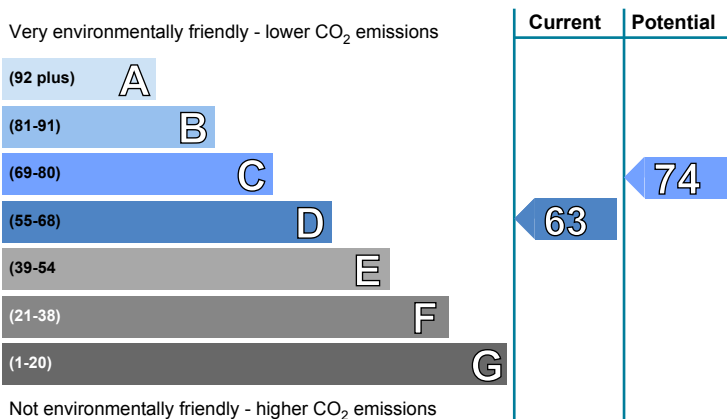 Very environmentally friendly - lower CO2 emissions
Current
Potential
(92 plus) A
(81-91) B
(69-80) C
74
(55-68) D
63
(39-54 E
(21-38) F
(1-20) G
Not environmentally friendly - higher CO2 emissions